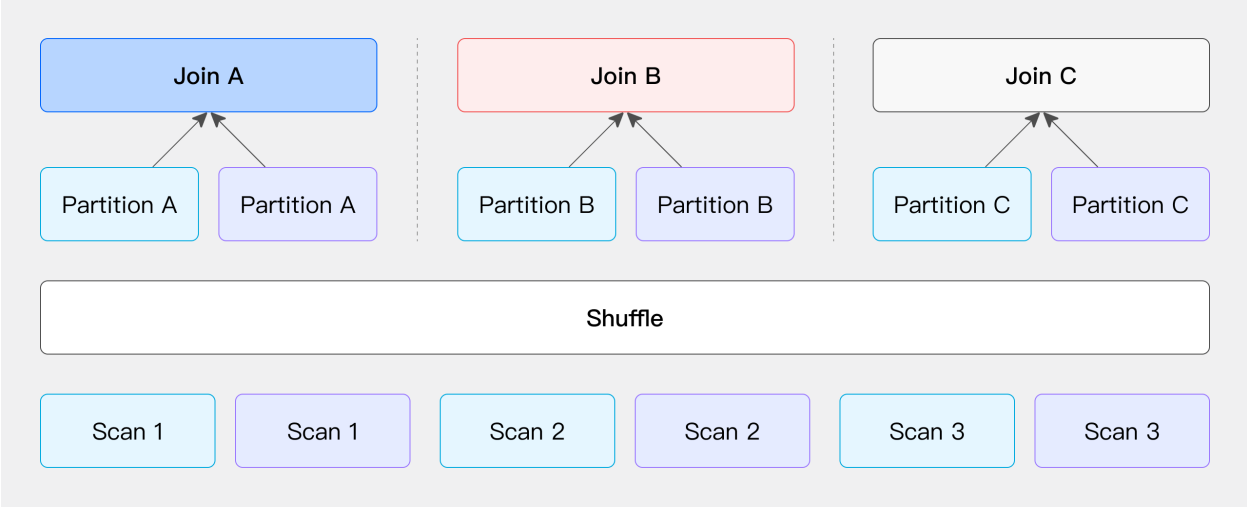 Join A
Join B
Join C
Partition A
Partition A
Partition B
Partition B
Partition C
Partition C
Shuffle
Scan 1
Scan 1
Scan 2
Scan 2
Scan 3
Scan 3